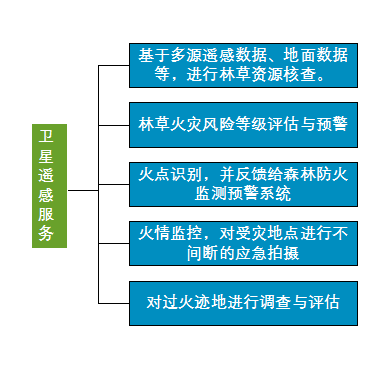 卫星遥感服务
基于多源遥感数据、地面数据
等，进行林草资源核查。
林草火灾风险等级评估与预警
火点识别，并反馈给森林防火
监测预警系统
火情监控，对受灾地点进行不
间断的应急拍摄
对过火迹地进行调查与评估